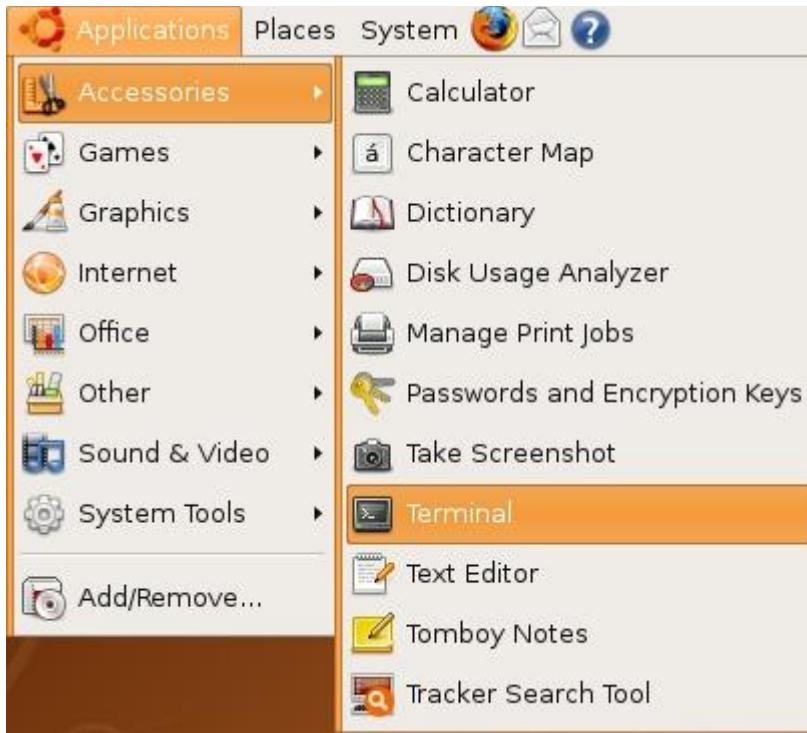 Applications Places System
Accessories
Games
Graphics
Internet
Office
Other
Sound & Video
System Tools
Add/Remove...
Calculator
á Character Map
Dictionary
Disk Usage Analyzer
Manage Print Jobs
Passwords and Encryption Keys
Take Screenshot
Terminal
Text Editor
Tomboy Notes
Tracker Search Tool